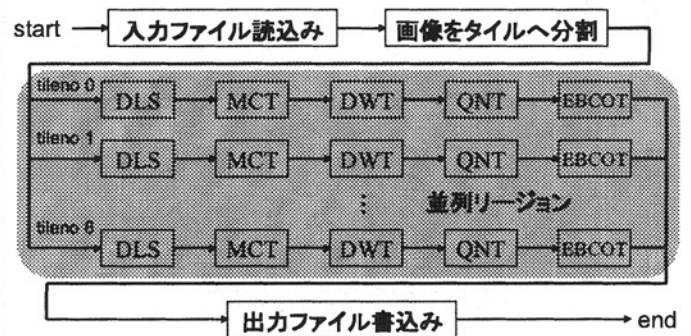 start 入力ファイル読込み 画像をタイルへ分割
tileno 0
DLS MCT DWT QNT EBCOT
tileno 1
DLS MCT DWT QNT EBCOT
⋮ 並列リージョン
tileno 6
DLS MCT DWT QNT EBCOT
出力ファイル書込み end